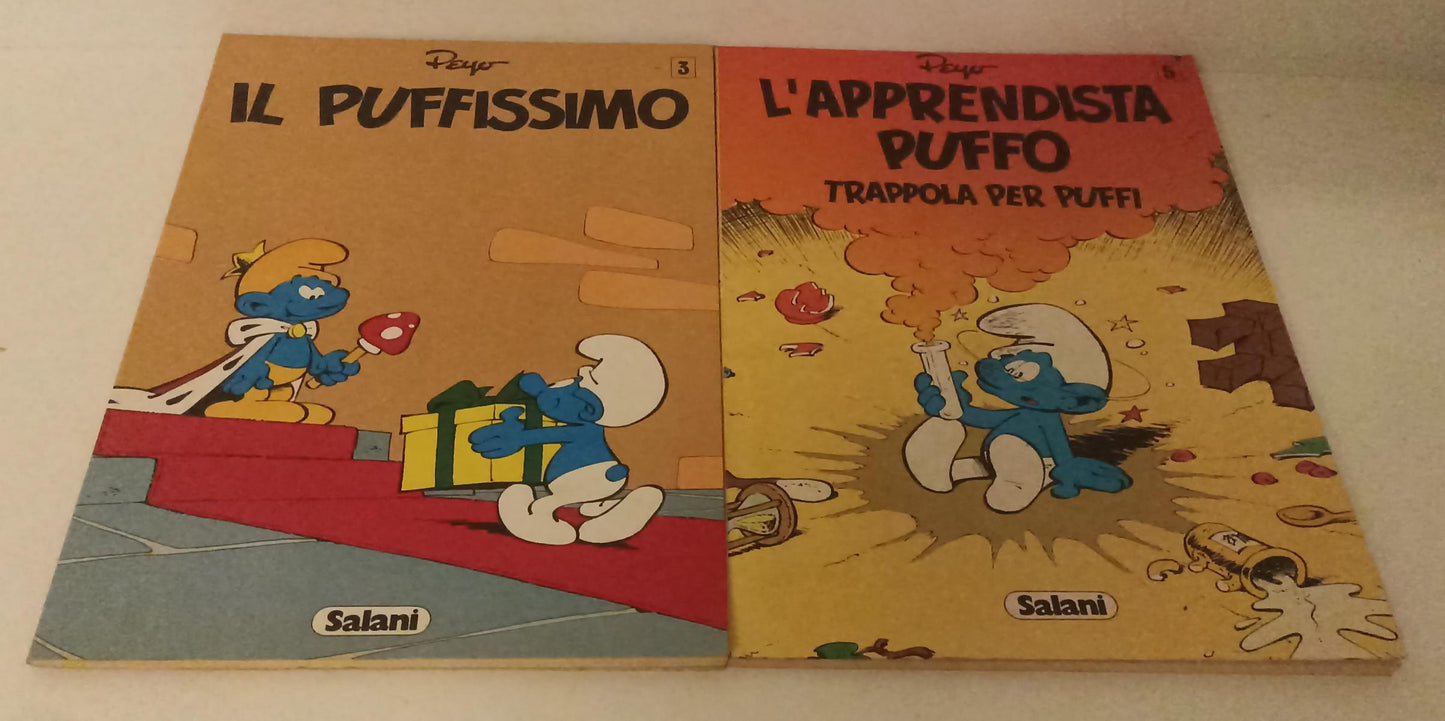 Peyo
3
IL PUFFISSIMO
Salani
Peyo
5
L'APPRENDISTA
PUFFO
TRAPPOLA PER PUFFI
Salani